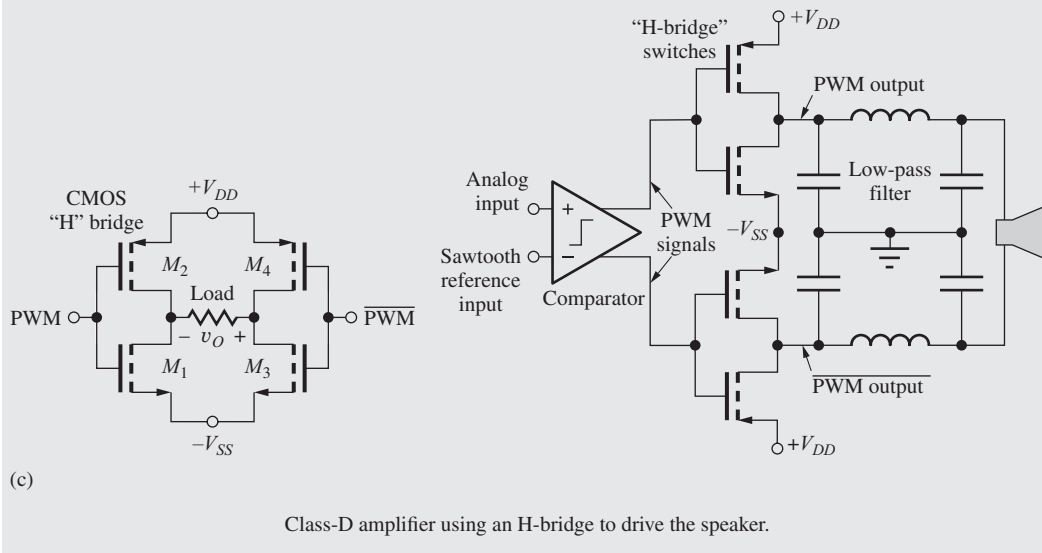 CMOS
“H” bridge
+V_DD
M_2
M_4
Load
PWM
− v_O +
\overline{PWM}
M_1
M_3
−V_SS
(c)
“H-bridge”
switches
+V_DD
PWM output
Analog
input
Sawtooth
reference
input
+
−
Comparator
PWM
signals
−V_SS
Low-pass
filter
\overline{PWM output}
+V_DD
Class-D amplifier using an H-bridge to drive the speaker.